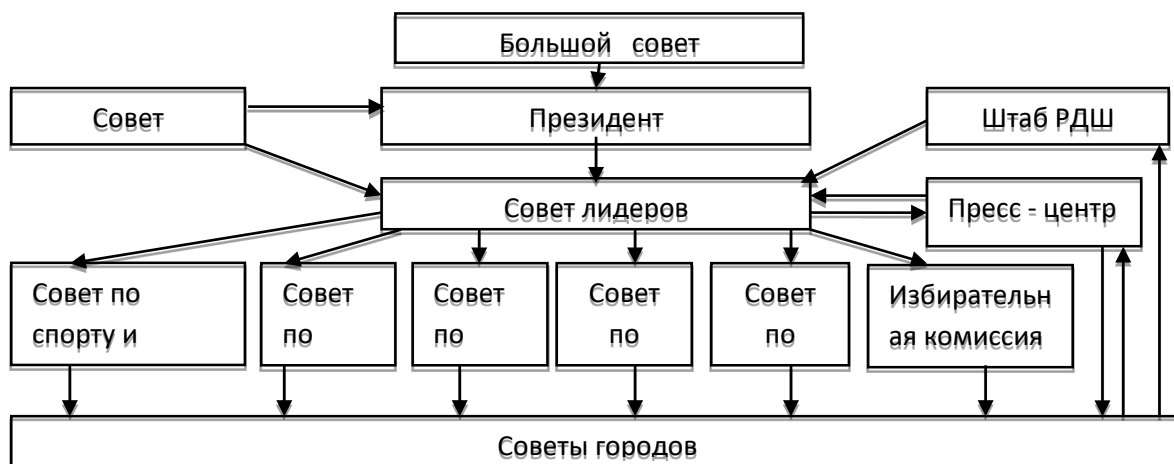 Большой совет
Совет
Президент
Штаб РДШ
Совет лидеров
Пресс - центр
Совет по
спорту и
Совет
по
Совет
по
Совет
по
Совет
по
Избирательн
ая комиссия
Советы городов